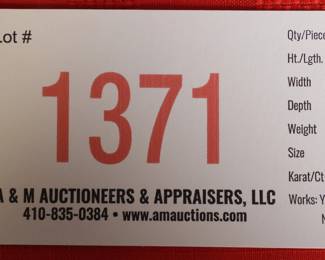 Lot #
1371
A & M AUCTIONEERS & APPRAISERS, LLC
410-835-0384 • www.amauctions.com
Qty/Piece
Ht./Lgth.
Width
Depth
Weight
Size
Karat/Ct
Works: Y
N